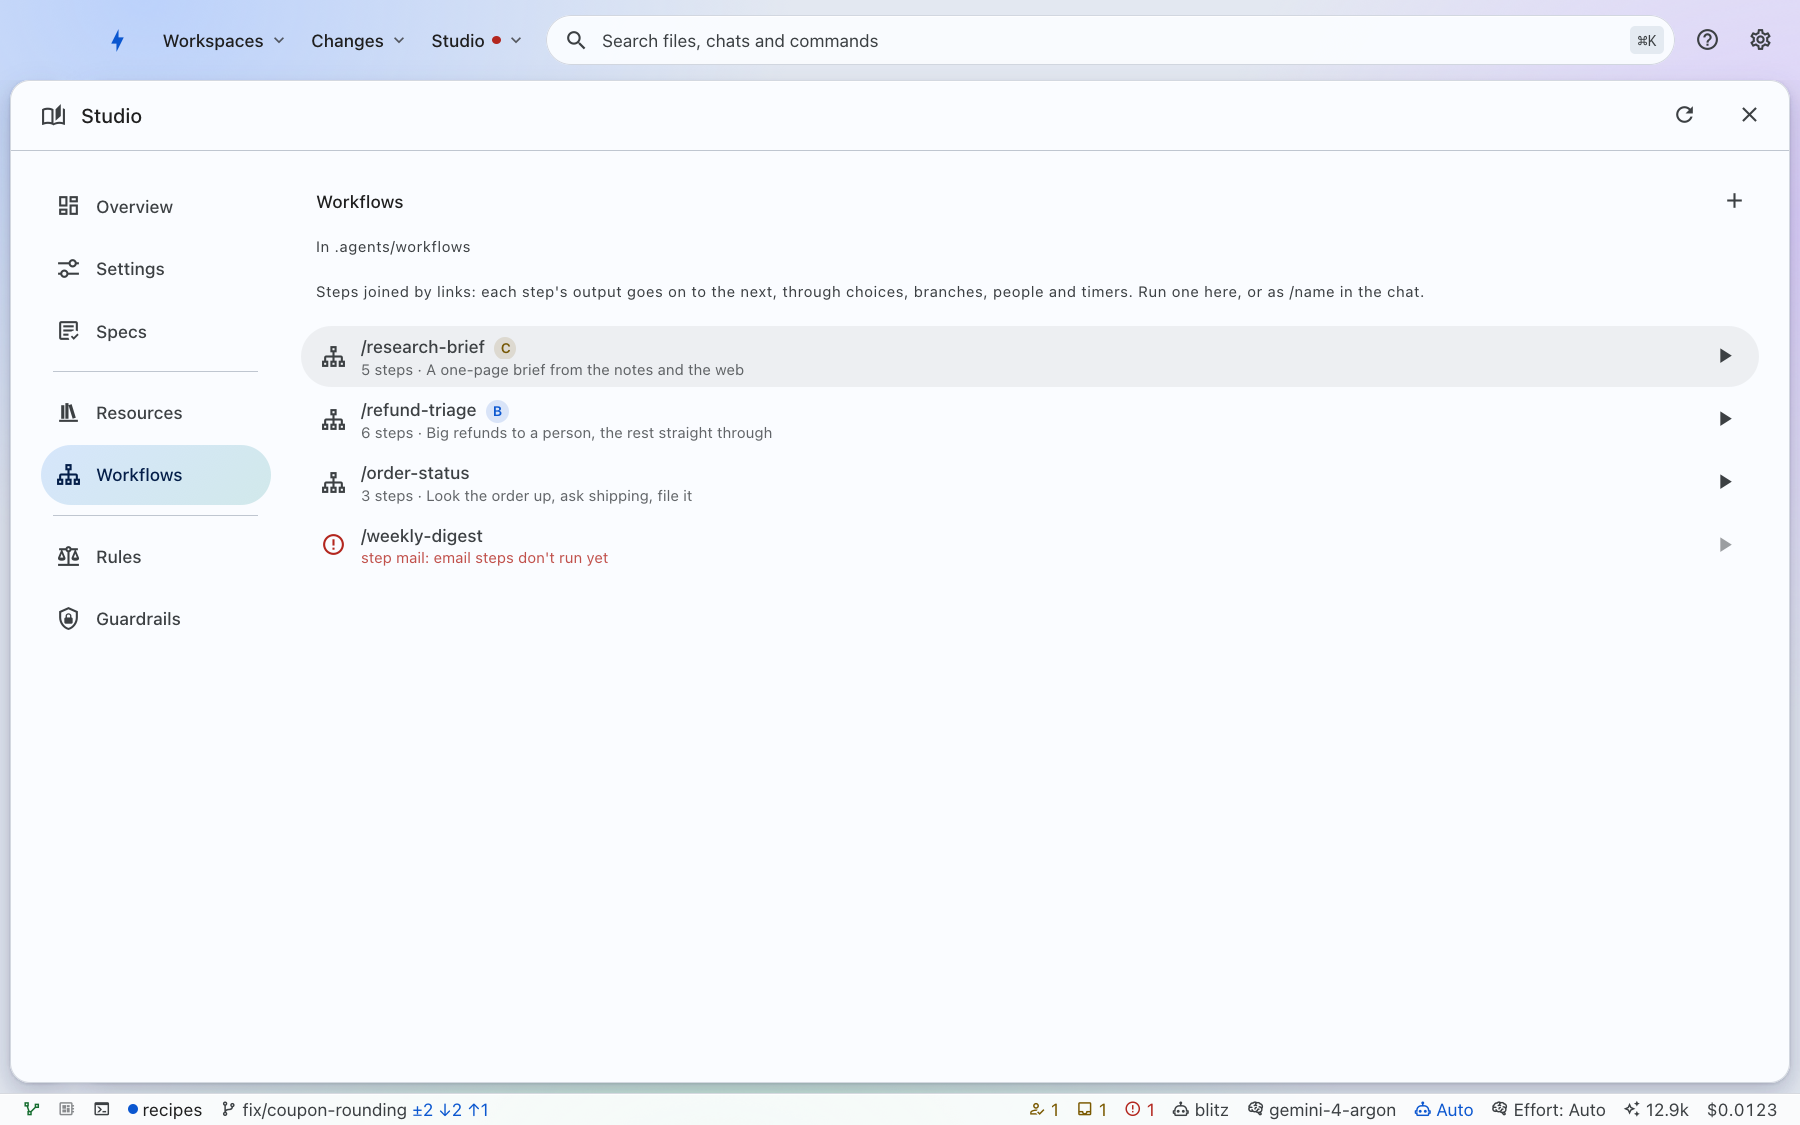 Workspaces
Changes
Studio
Search files, chats and commands
⌘K
Studio
Overview
Settings
Specs
Resources
Workflows
Rules
Guardrails
Workflows
In .agents/workflows
Steps joined by links: each step's output goes on to the next, through choices, branches, people and timers. Run one here, or as /name in the chat.
/research-brief C
5 steps · A one-page brief from the notes and the web
/refund-triage B
6 steps · Big refunds to a person, the rest straight through
/order-status
3 steps · Look the order up, ask shipping, file it
/weekly-digest
step mail: email steps don't run yet
recipes
fix/coupon-rounding ±2 ↓2 ↑1
1
1
1
blitz
gemini-4-argon
Auto
Effort: Auto
12.9k
$0.0123